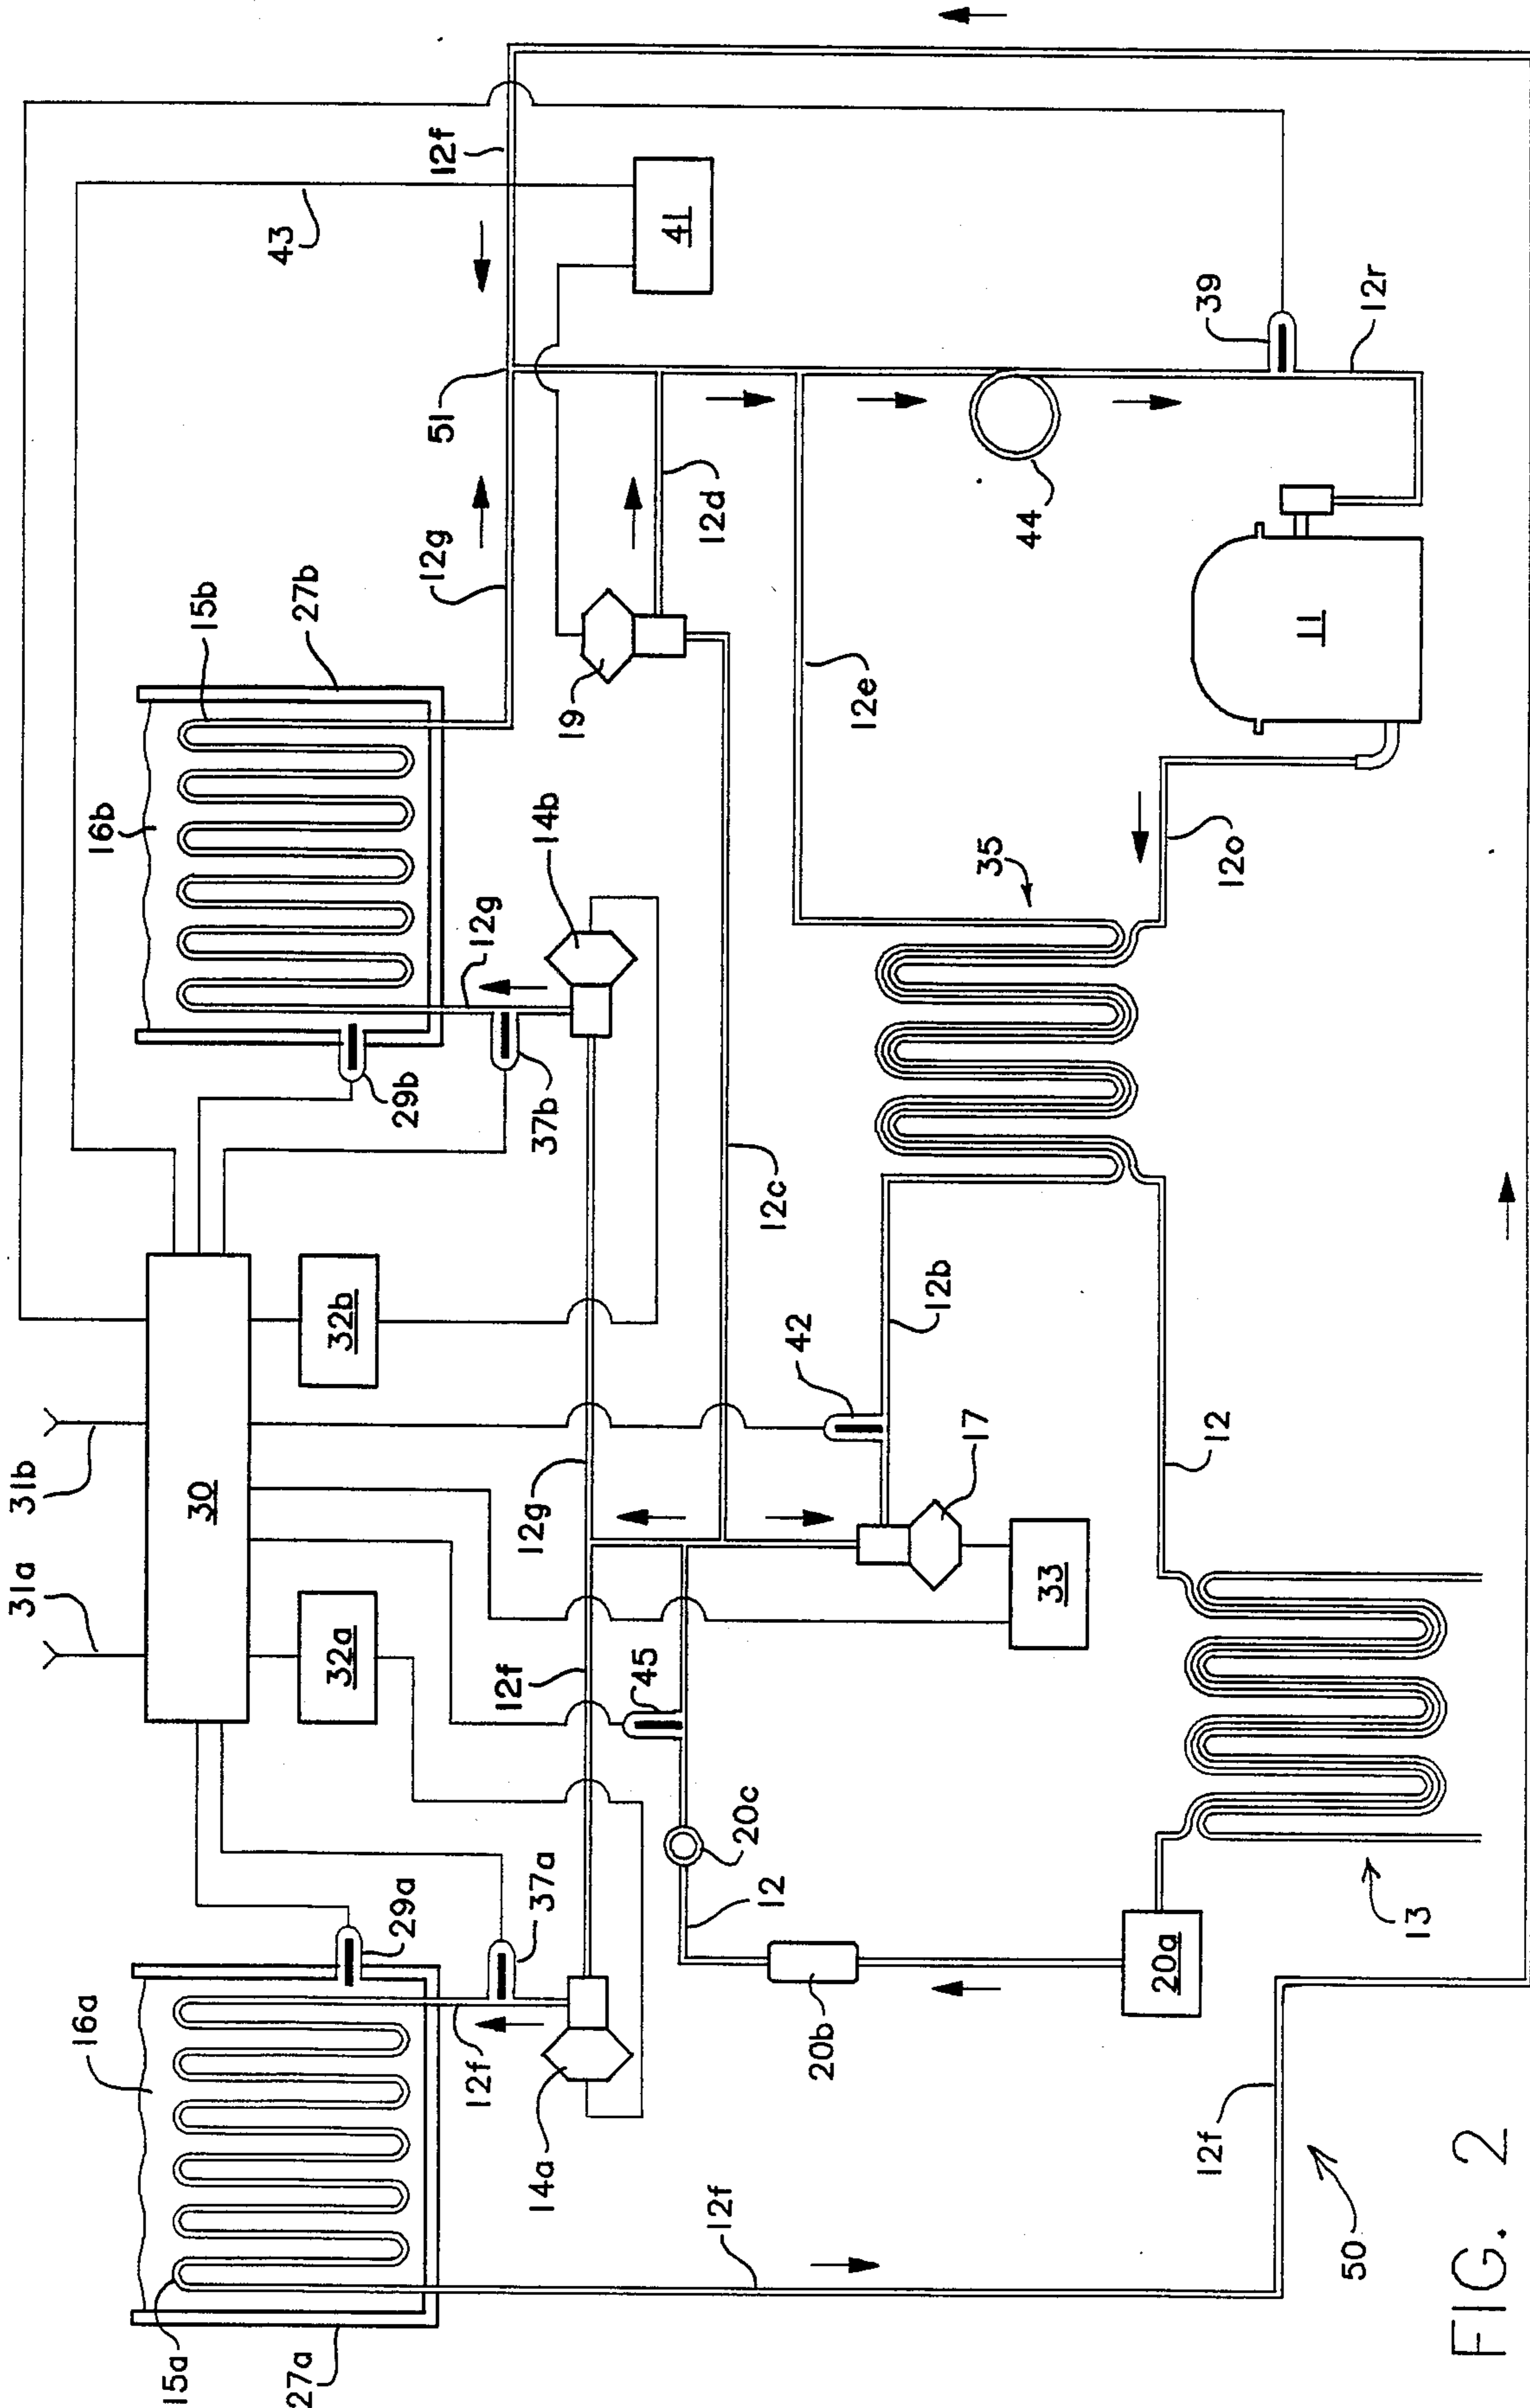 31a
31b
30
32a
32b
43
12f
41
51
12g
15b
27b
16b
29b
37b
14b
12g
19
12d
12e
12c
12g
12f
45
42
12b
17
33
35
12o
11
44
39
12r
12
16a
15a
27a
29a
37a
12f
14a
20c
12
20b
20a
13
12f
12f
50
FIG. 2